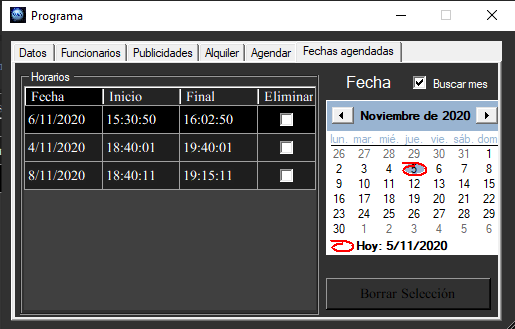 Programa
Datos Funcionarios Publicidades Alquiler Agendar Fechas agendadas
Horarios
Fecha Inicio Final Eliminar
6/11/2020 15:30:50 16:02:50
4/11/2020 18:40:01 19:40:01
8/11/2020 18:40:11 19:15:11
Fecha Buscar mes
Noviembre de 2020
lun. mar. mié. jue. vie. sáb. dom
26 27 28 29 30 31 1
2 3 4 5 6 7 8
9 10 11 12 13 14 15
16 17 18 19 20 21 22
23 24 25 26 27 28 29
30 1 2 3 4 5 6
Hoy: 5/11/2020
Borrar Selección